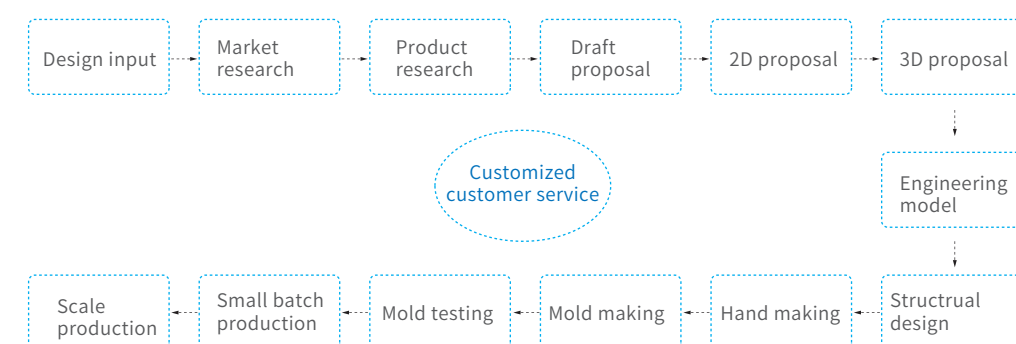 Design input
Market
research
Product
research
Draft
proposal
2D proposal
3D proposal
Customized
customer service
Engineering
model
Structrual
design
Hand making
Mold making
Mold testing
Small batch
production
Scale
production